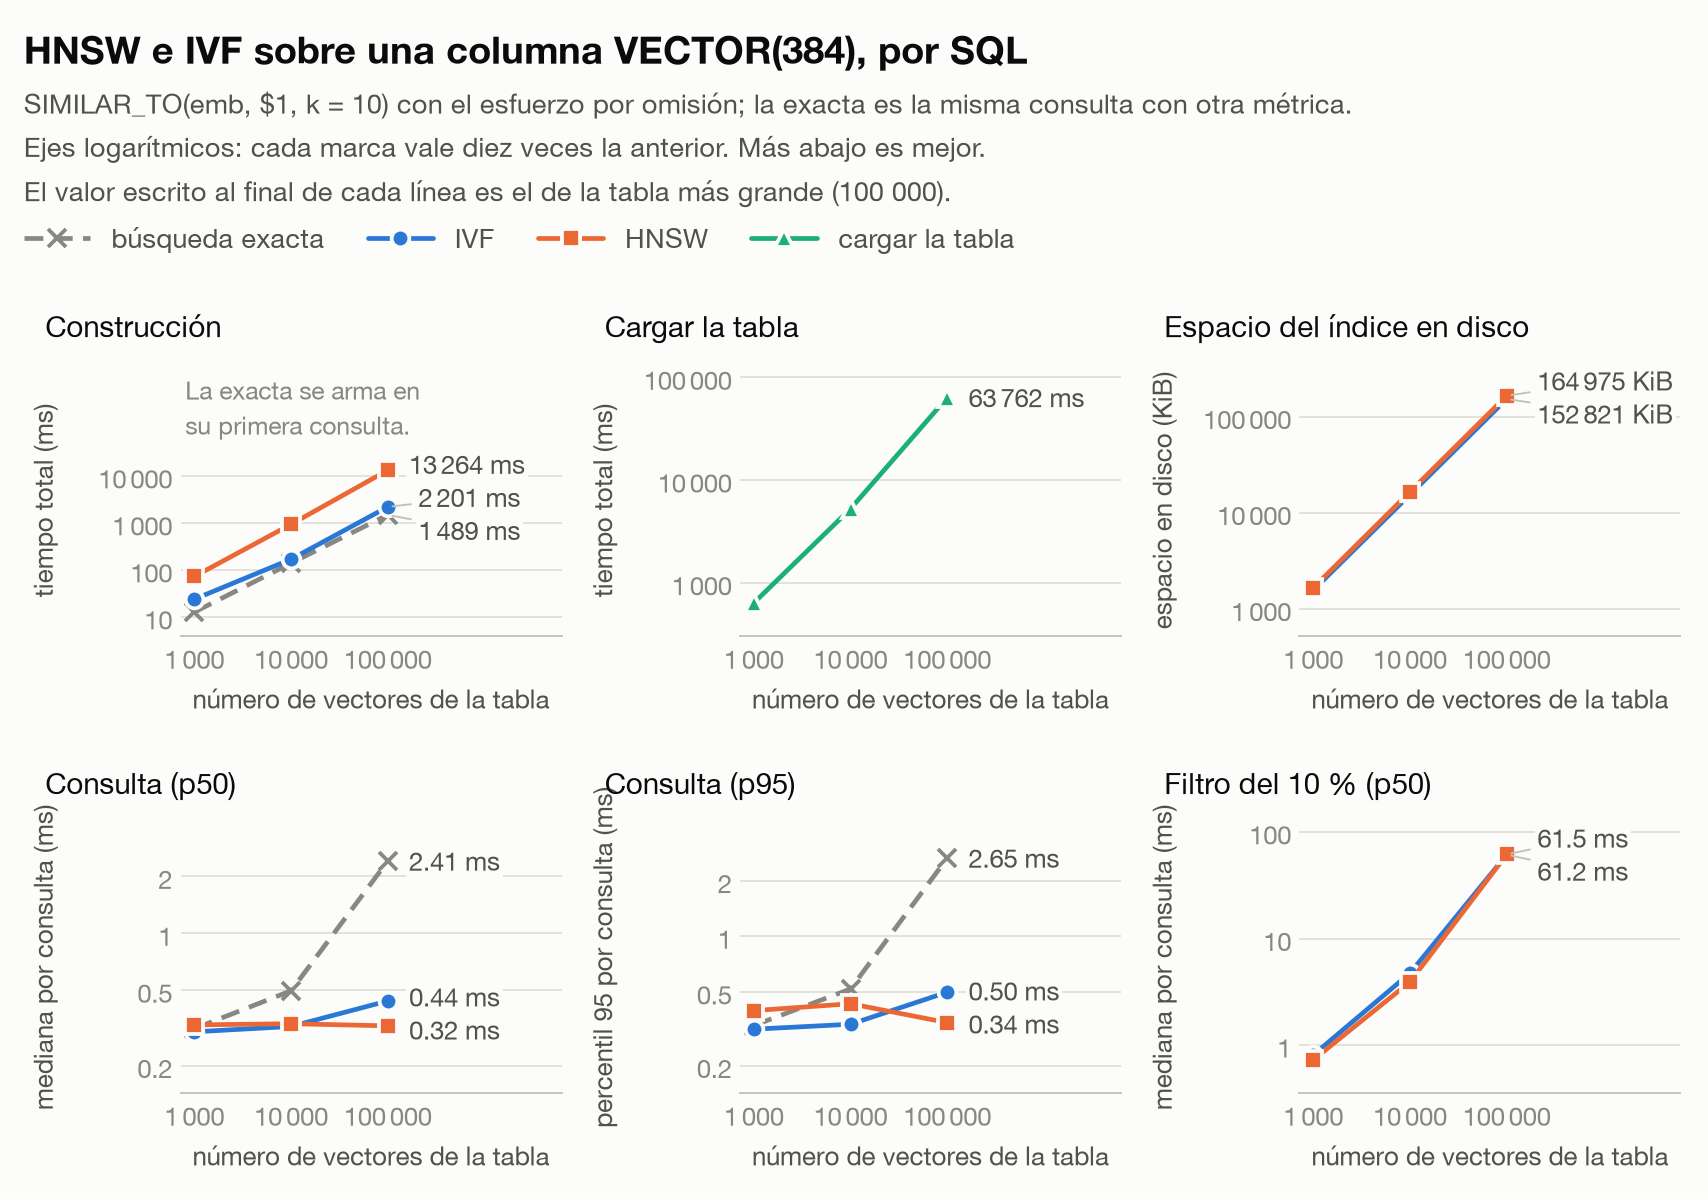 HNSW e IVF sobre una columna VECTOR(384), por SQL
SIMILAR_TO(emb, $1, k = 10) con el esfuerzo por omisión; la exacta es la misma consulta con otra métrica.
Ejes logarítmicos: cada marca vale diez veces la anterior. Más abajo es mejor.
El valor escrito al final de cada línea es el de la tabla más grande (100 000).
búsqueda exacta IVF HNSW cargar la tabla
Construcción
La exacta se arma en
su primera consulta.
tiempo total (ms)
10 000
1 000
100
10
13 264 ms
2 201 ms
1 489 ms
1 000 10 000 100 000
número de vectores de la tabla
Cargar la tabla
tiempo total (ms)
100 000
10 000
1 000
63 762 ms
1 000 10 000 100 000
número de vectores de la tabla
Espacio del índice en disco
espacio en disco (KiB)
100 000
10 000
1 000
164 975 KiB
152 821 KiB
1 000 10 000 100 000
número de vectores de la tabla
Consulta (p50)
mediana por consulta (ms)
2
1
0.5
0.2
2.41 ms
0.44 ms
0.32 ms
1 000 10 000 100 000
número de vectores de la tabla
Consulta (p95)
percentil 95 por consulta (ms)
2
1
0.5
0.2
2.65 ms
0.50 ms
0.34 ms
1 000 10 000 100 000
número de vectores de la tabla
Filtro del 10 % (p50)
mediana por consulta (ms)
100
10
1
61.5 ms
61.2 ms
1 000 10 000 100 000
número de vectores de la tabla